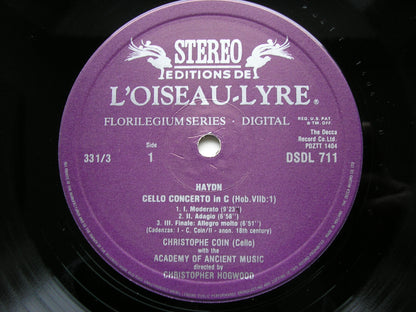 STEREO
EDITIONS DE
L'OISEAU-LYRE®
FLORILEGIUM SERIES · DIGITAL
REG. U.S. PAT.
& TM. OFF
The Decca
Record Co. Ltd.
PDZTT 1404
33 1/3
Side
1
DSDL 711
HAYDN
CELLO CONCERTO in C (Hob. VIIb:1)
1. I. Moderato (9'23")
2. II. Adagio (6'56")
3. III. Finale: Allegro molto (6'51")
(Cadenzas: I - C. Coin/II - anon. 18th century)
CHRISTOPHE COIN (Cello)
with the
ACADEMY OF ANCIENT MUSIC
directed by
CHRISTOPHER HOGWOOD